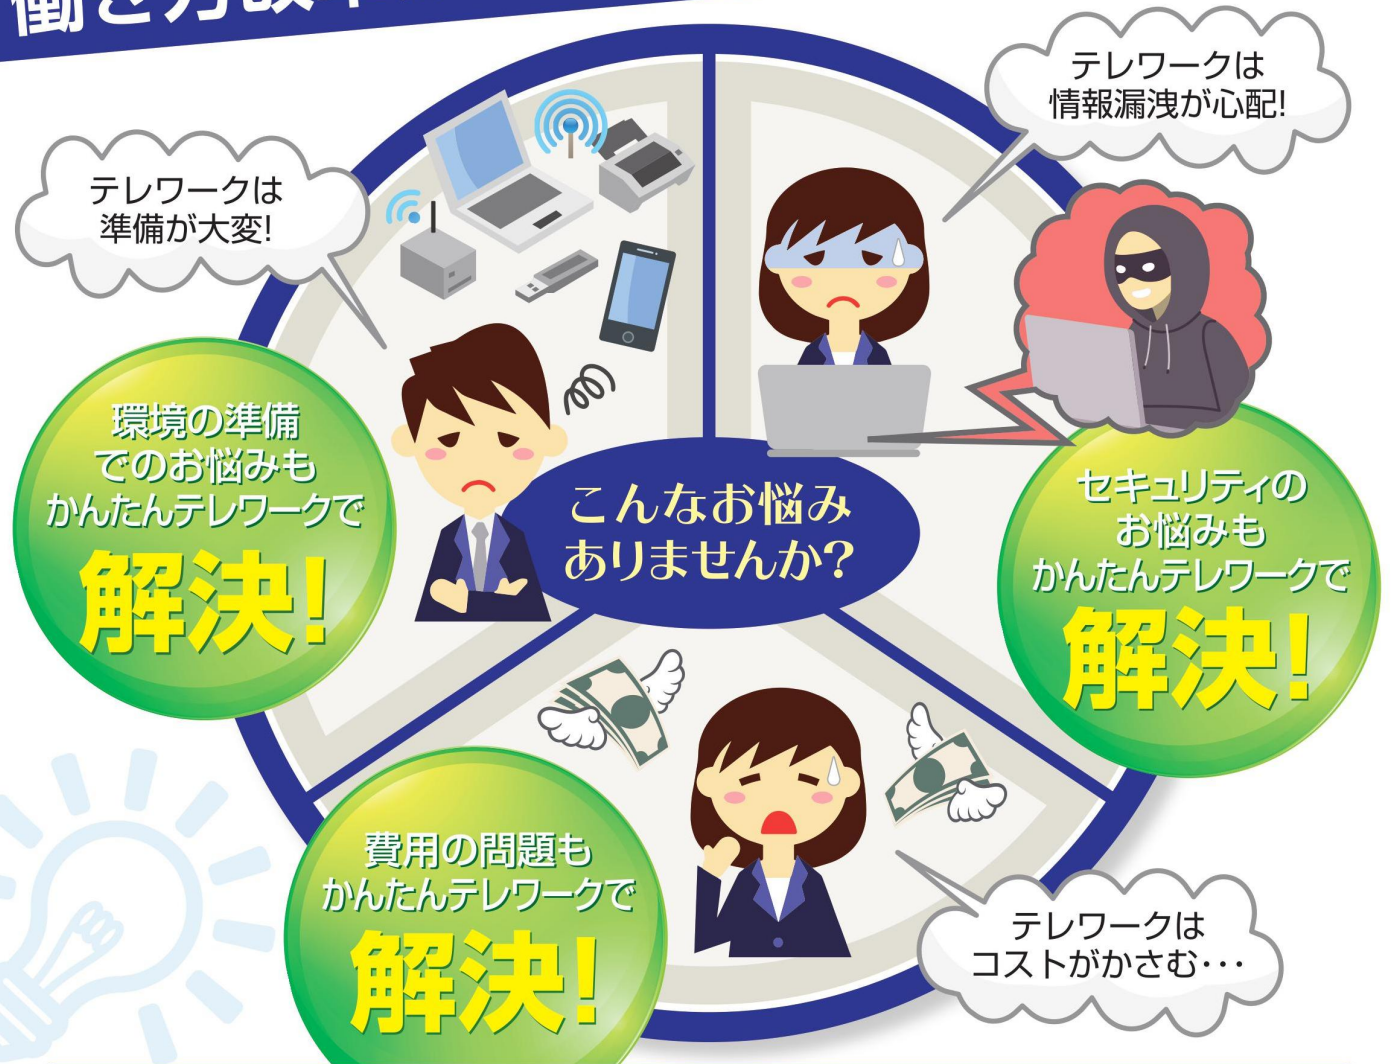 テレワークは
情報漏洩が心配!
テレワークは
準備が大変!
環境の準備
でのお悩みも
かんたんテレワークで
解決!
こんなお悩み
ありませんか?
セキュリティの
お悩みも
かんたんテレワークで
解決!
費用の問題も
かんたんテレワークで
解決!
テレワークは
コストがかさむ･･･